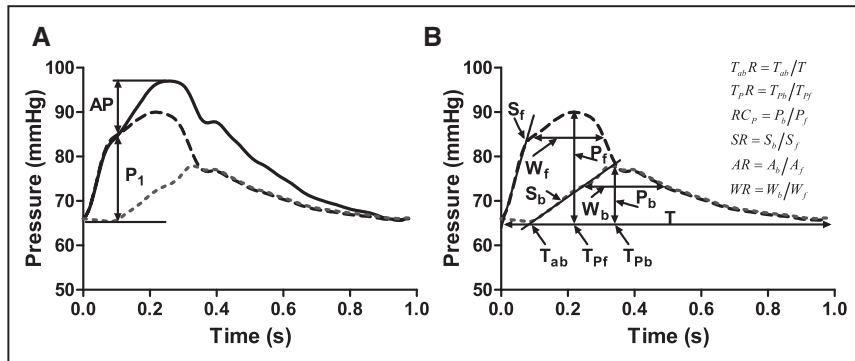 A
100
90
80
70
60
50
Pressure (mmHg)
AP
P1
0.0 0.2 0.4 0.6 0.8 1.0
Time (s)
B
100
90
80
70
60
50
Pressure (mmHg)
Sf
Wf
Pf
Sb
Wb
Pb
T
Tab
TPf
TPb
TabR = Tab/T
TPR = TPb/TPf
RCP = Pb/Pf
SR = Sb/Sf
AR = Ab/Af
WR = Wb/Wf
0.0 0.2 0.4 0.6 0.8 1.0
Time (s)